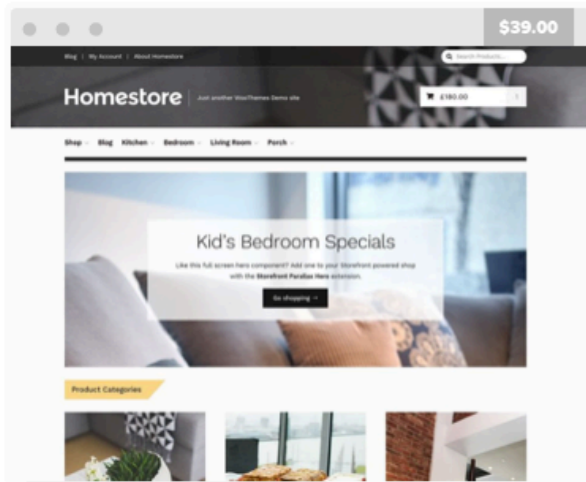 $39.00
Blog | My Account | About Homestore
Search Products...
Homestore
Just another WooThemes Demo site
£180.00
Shop Blog Kitchen Bedroom Living Room Porch
Kid's Bedroom Specials
Like this full screen hero component? Add one to your Storefront powered shop
with the Storefront Parallax Hero extension.
Go shopping →
Product Categories